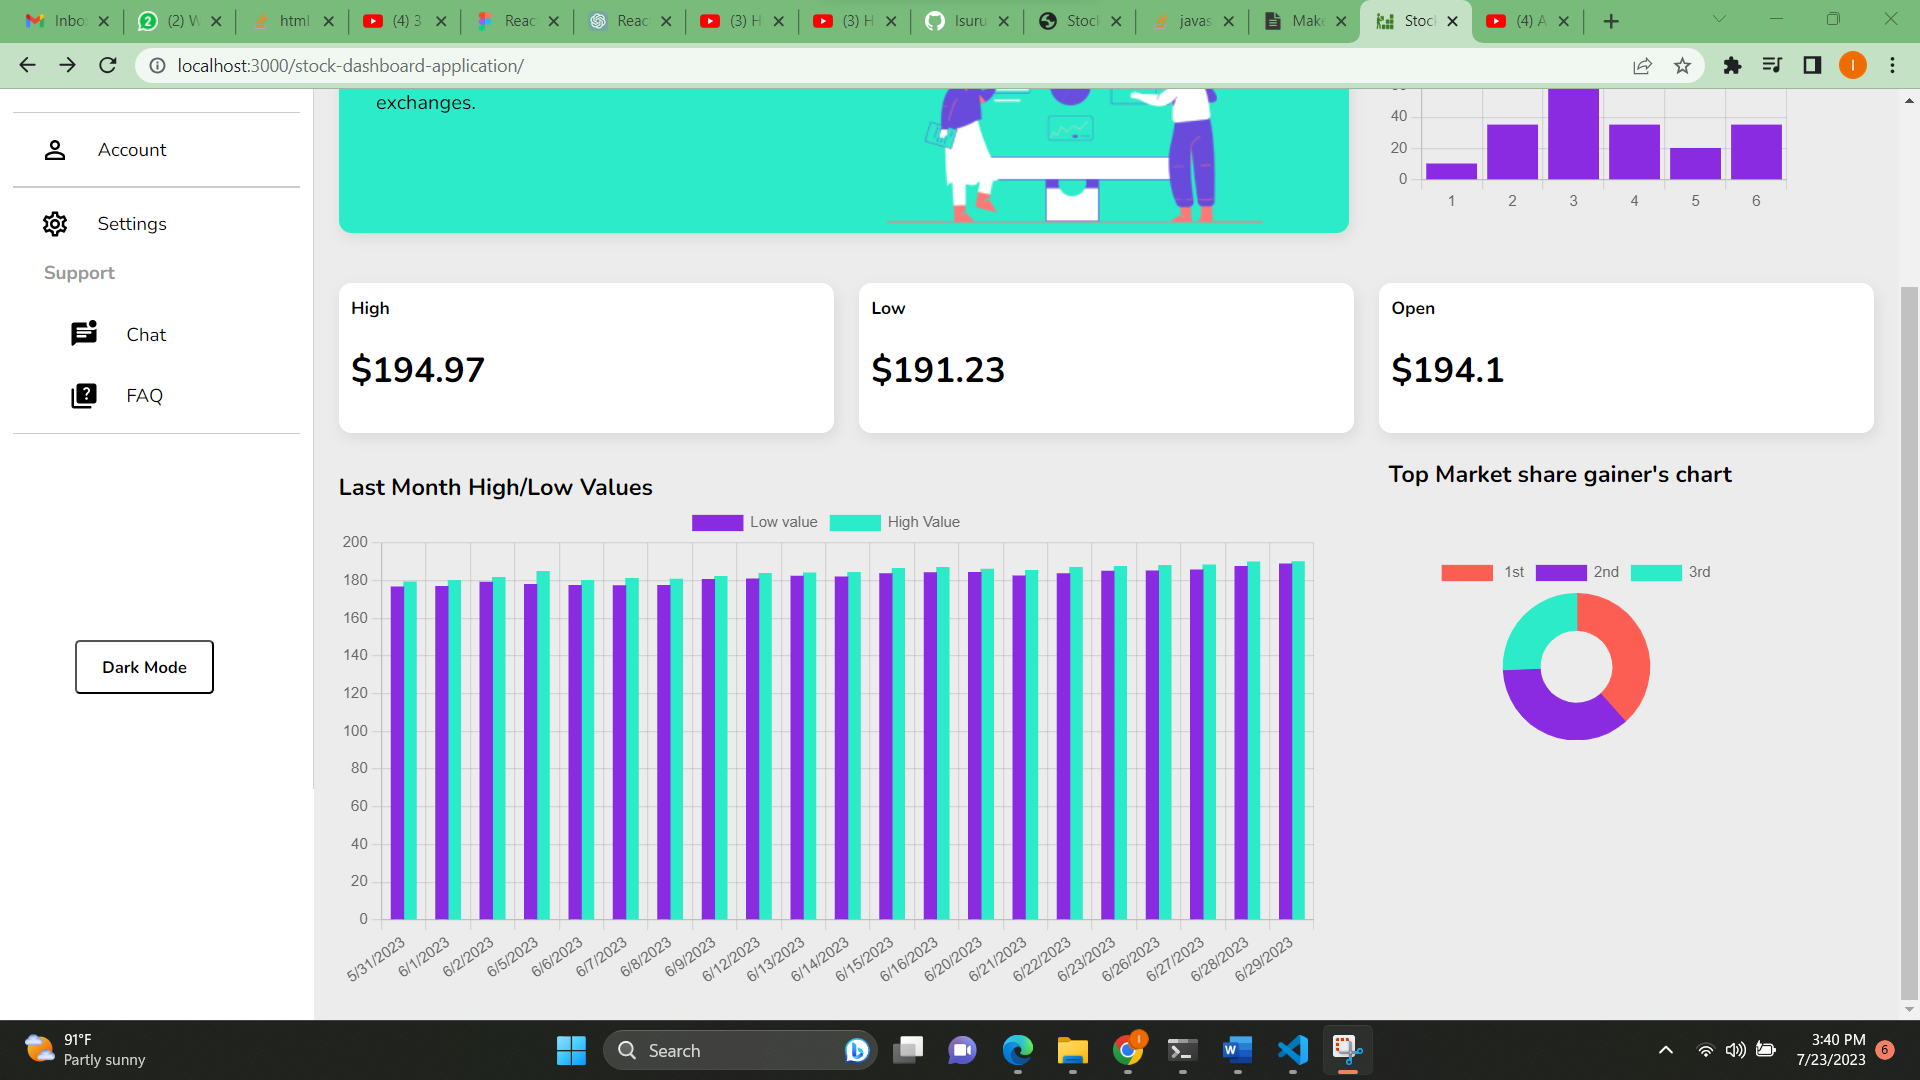 Inbo
(2) W
html
(4) 3
Reac
Reac
(3) H
(3) H
Isuru
Stoc
javas
Make
Stoc
(4) A
localhost:3000/stock-dashboard-application/
I
exchanges.
Account
Settings
Support
Chat
FAQ
Dark Mode
40
20
0
1 2 3 4 5 6
High
$194.97
Low
$191.23
Open
$194.1
Last Month High/Low Values
Low value
High Value
200
180
160
140
120
100
80
60
40
20
0
5/31/2023
6/1/2023
6/2/2023
6/5/2023
6/6/2023
6/7/2023
6/8/2023
6/9/2023
6/12/2023
6/13/2023
6/14/2023
6/15/2023
6/16/2023
6/20/2023
6/21/2023
6/22/2023
6/23/2023
6/26/2023
6/27/2023
6/28/2023
6/29/2023
Top Market share gainer's chart
1st
2nd
3rd
91°F
Partly sunny
Search
3:40 PM
7/23/2023
6